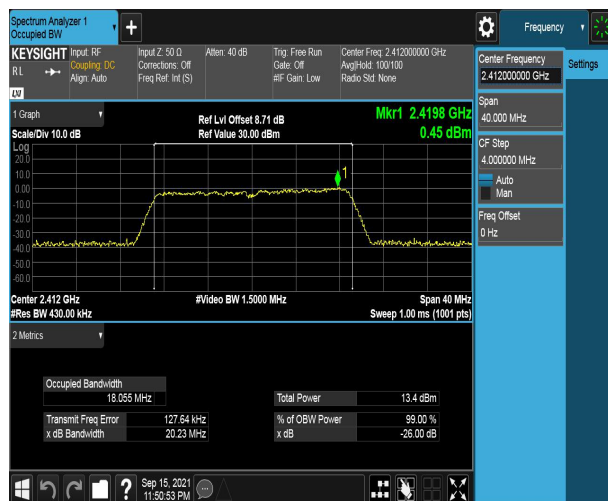 Spectrum Analyzer 1
Occupied BW
Frequency
KEYSIGHT
RL
Input: RF
Coupling: DC
Align: Auto
Input Z: 50 Ω
Corrections: Off
Freq Ref: Int (S)
Atten: 40 dB
Trig: Free Run
Gate: Off
#IF Gain: Low
Center Freq: 2.412000000 GHz
Avg|Hold: 100/100
Radio Std: None
Center Frequency
2.412000000 GHz
Settings
Span
40.000 MHz
CF Step
4.000000 MHz
Auto
Man
Freq Offset
0 Hz
1 Graph
Ref Lvl Offset 8.71 dB
Mkr1 2.4198 GHz
Scale/Div 10.0 dB
Ref Value 30.00 dBm
0.45 dBm
Log
20.0
10.0
0.00
-10.0
-20.0
-30.0
-40.0
-50.0
-60.0
1
Center 2.412 GHz
#Video BW 1.5000 MHz
Span 40 MHz
#Res BW 430.00 kHz
Sweep 1.00 ms (1001 pts)
2 Metrics
Occupied Bandwidth
18.055 MHz
Total Power
13.4 dBm
Transmit Freq Error
127.64 kHz
% of OBW Power
99.00 %
x dB Bandwidth
20.23 MHz
x dB
-26.00 dB
?
Sep 15, 2021
11:50:53 PM